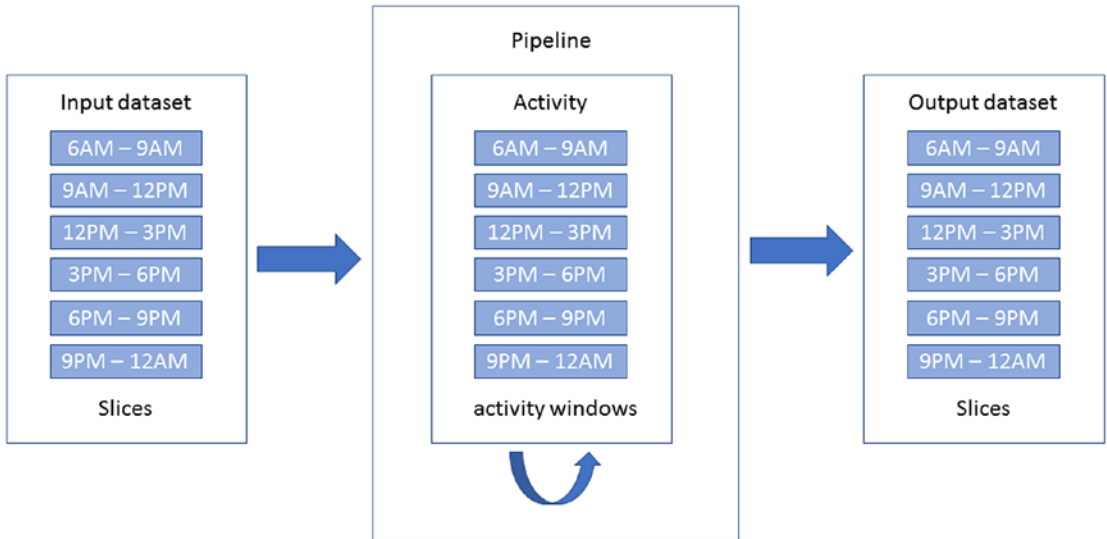 Pipeline
Input dataset
6AM – 9AM
9AM – 12PM
12PM – 3PM
3PM – 6PM
6PM – 9PM
9PM – 12AM
Slices
Activity
6AM – 9AM
9AM – 12PM
12PM – 3PM
3PM – 6PM
6PM – 9PM
9PM – 12AM
activity windows
Output dataset
6AM – 9AM
9AM – 12PM
12PM – 3PM
3PM – 6PM
6PM – 9PM
9PM – 12AM
Slices